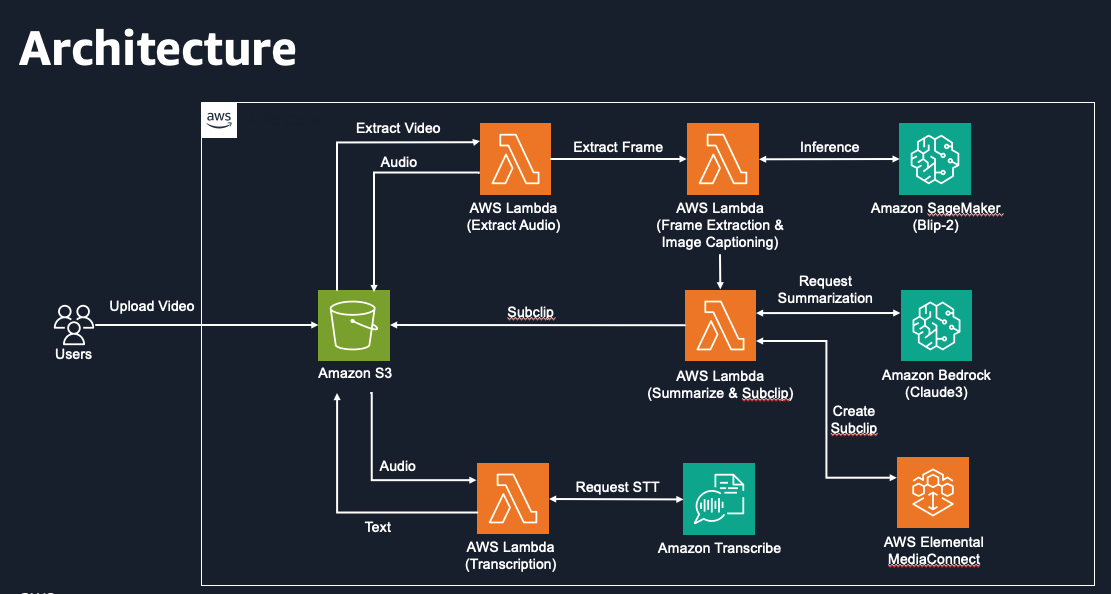 Architecture
aws
Extract Video
Audio
Extract Frame
Inference
AWS Lambda
(Extract Audio)
AWS Lambda
(Frame Extraction &
Image Captioning)
Amazon SageMaker
(Blip-2)
Upload Video
Users
Amazon S3
Subclip
Request
Summarization
AWS Lambda
(Summarize & Subclip)
Amazon Bedrock
(Claude3)
Create
Subclip
Audio
Text
AWS Lambda
(Transcription)
Request STT
Amazon Transcribe
AWS Elemental
MediaConnect